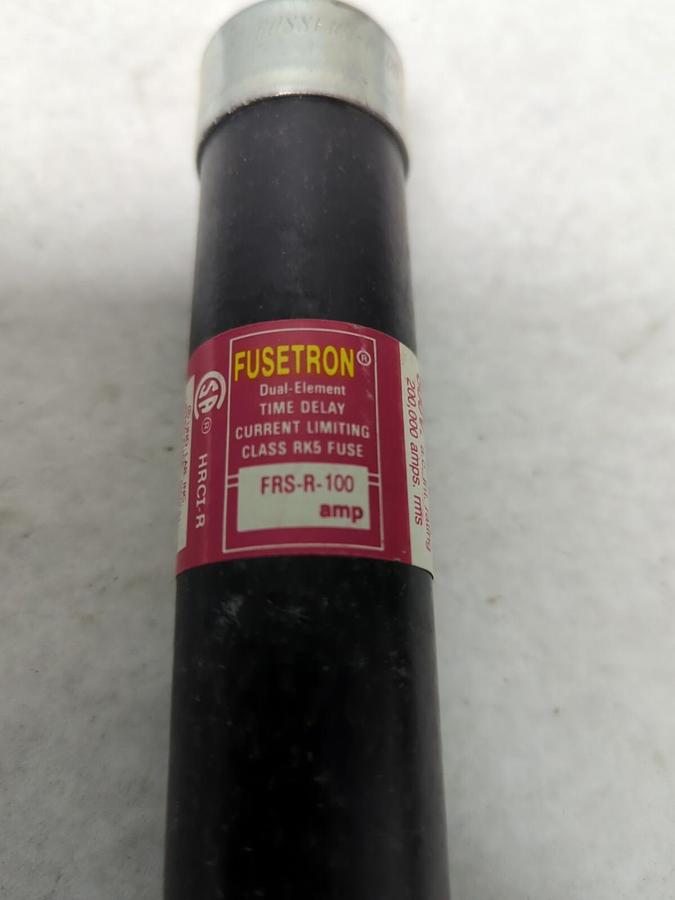 FUSETRON®
Dual-Element
TIME DELAY
CURRENT LIMITING
CLASS RK5 FUSE
FRS-R-100
amp
® HRCI-R
200,000 amps. rms